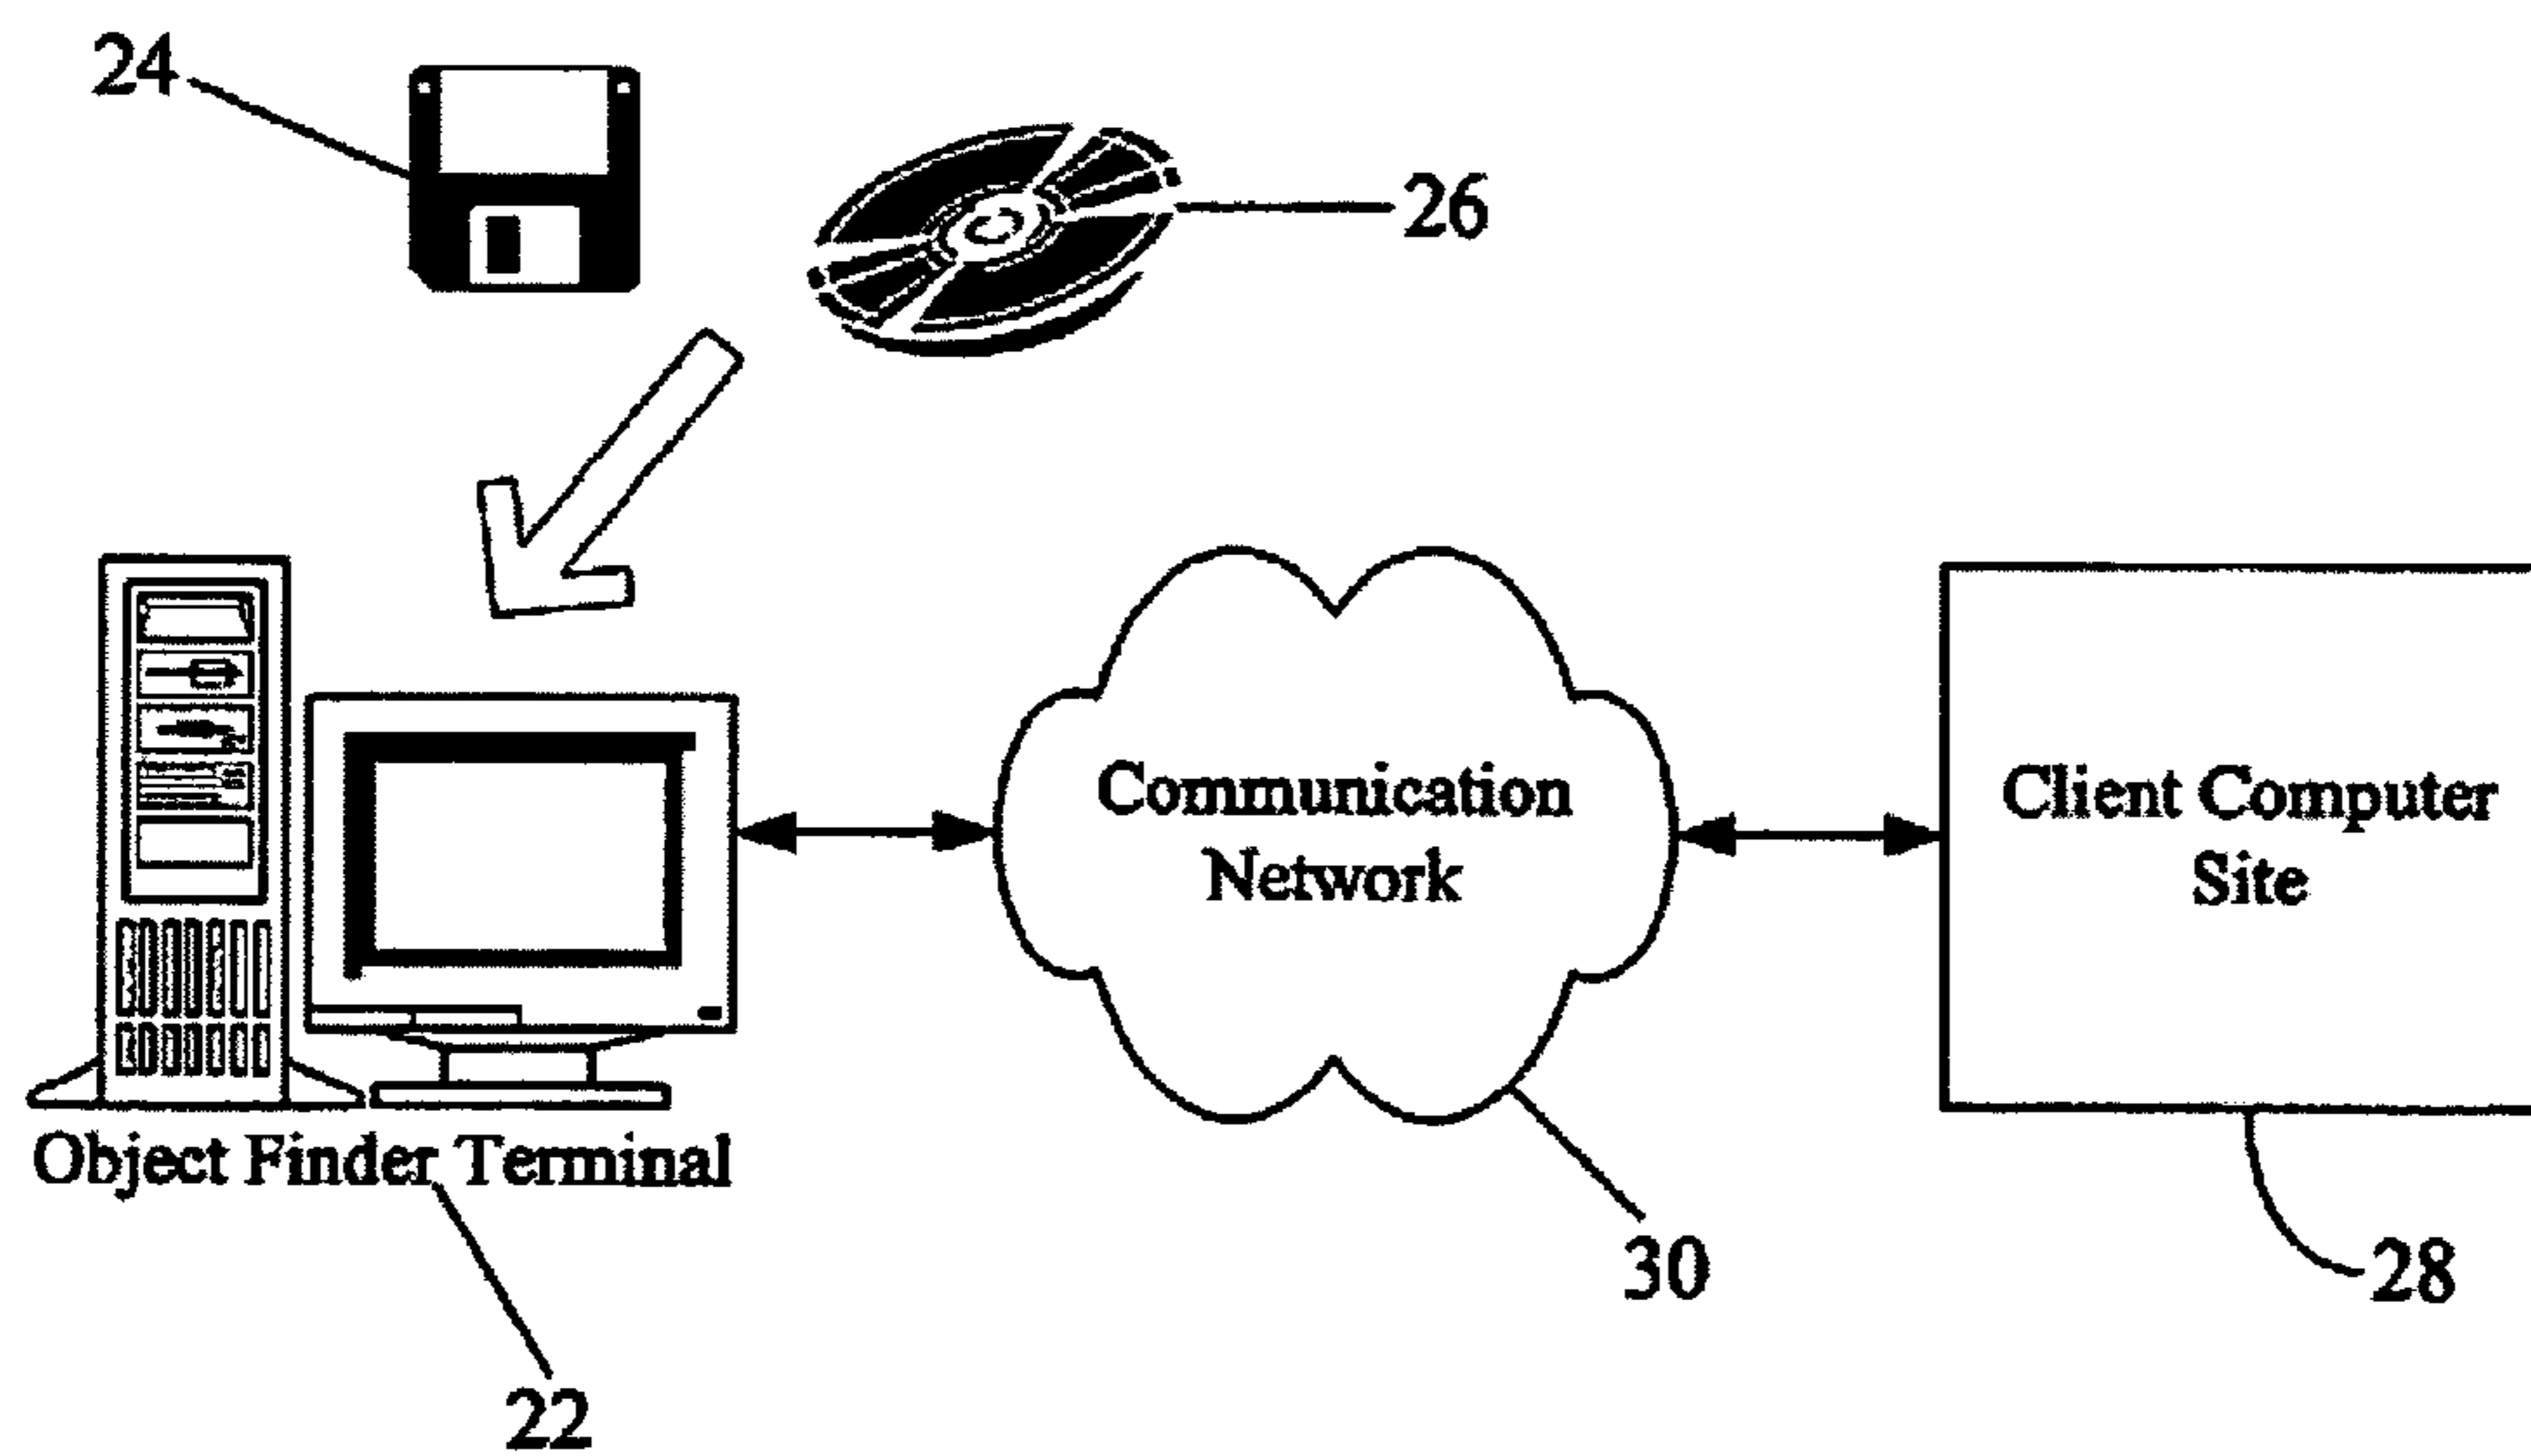 24
26
Communication
Network
Client Computer
Site
Object Finder Terminal
30
28
22